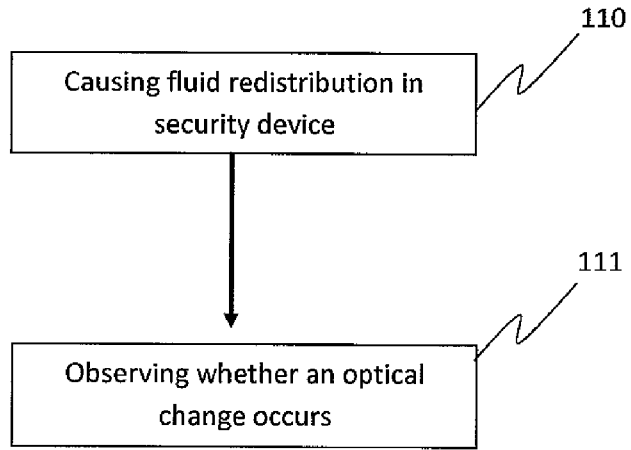 110
Causing fluid redistribution in
security device
111
Observing whether an optical
change occurs